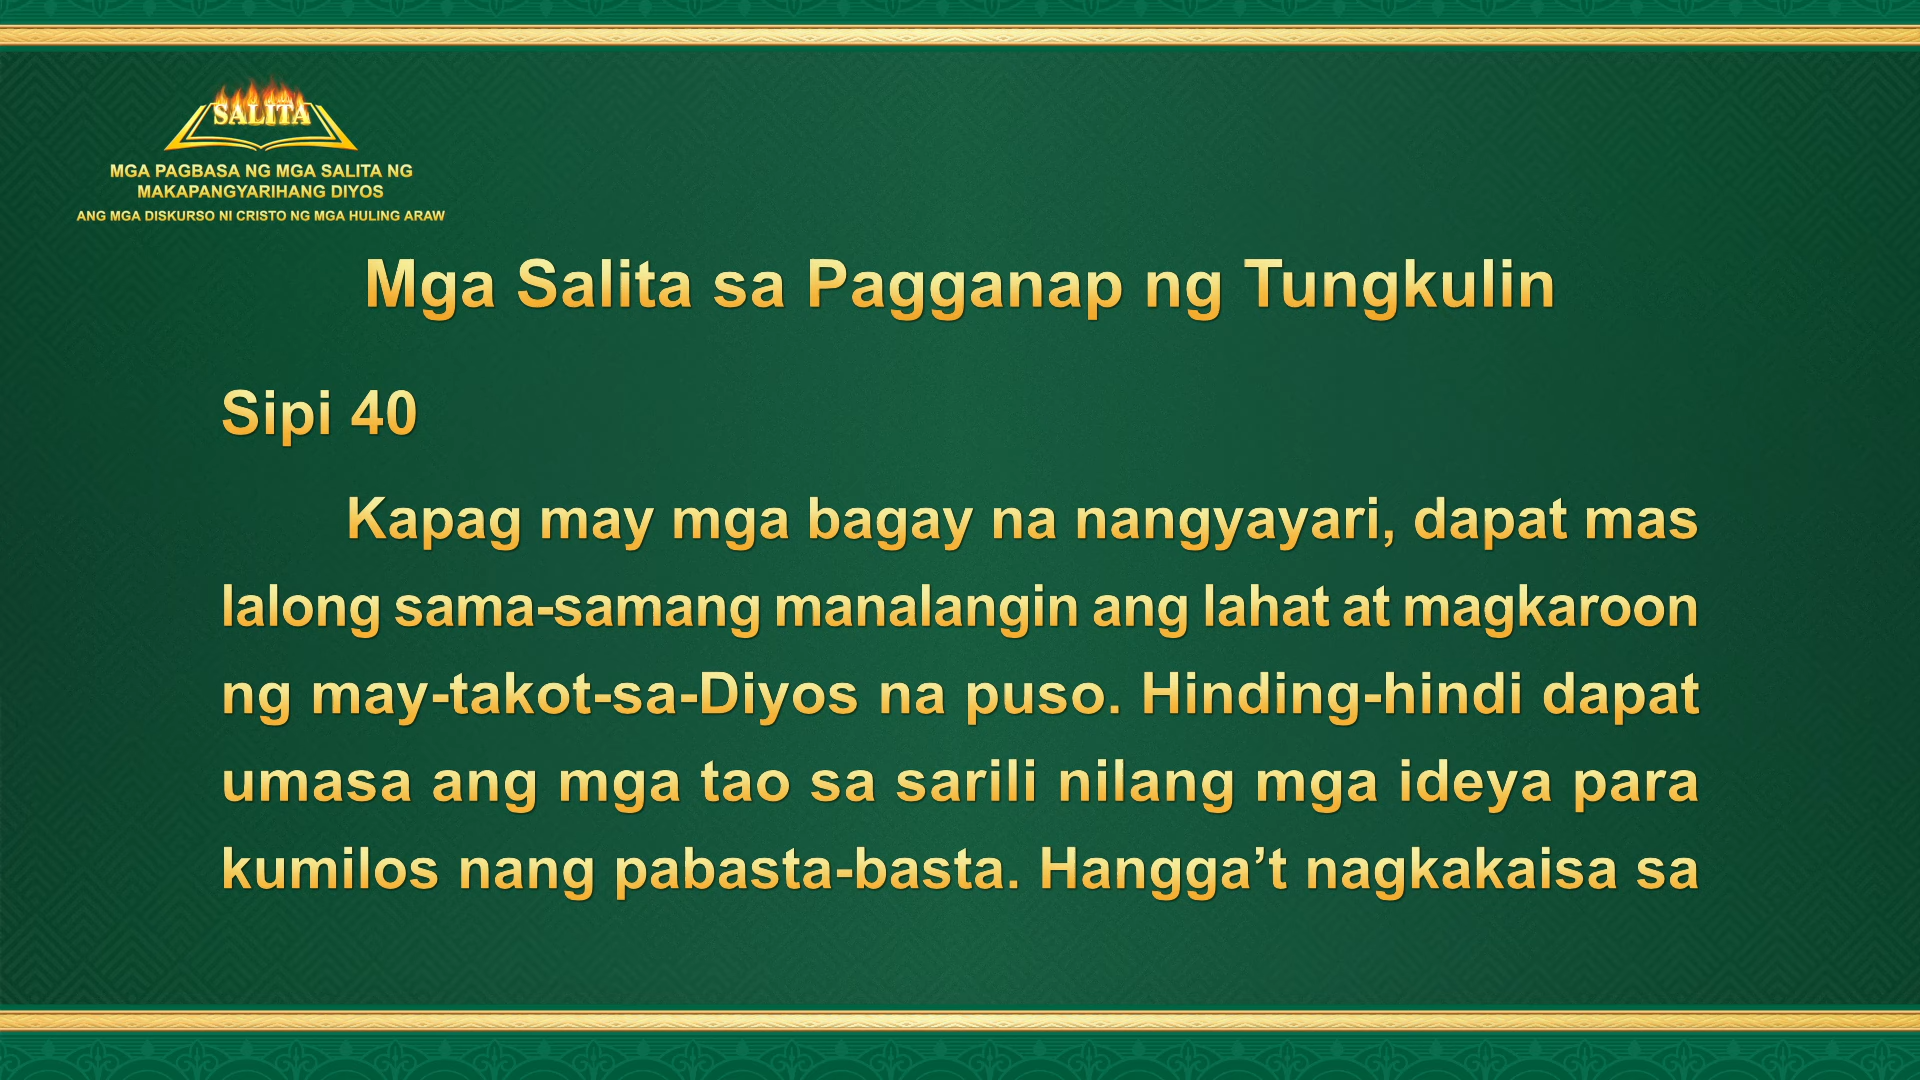 SALITA
MGA PAGBASA NG MGA SALITA NG
MAKAPANGYARIHANG DIYOS
ANG MGA DISKURSO NI CRISTO NG MGA HULING ARAW
Mga Salita sa Pagganap ng Tungkulin
Sipi 40
Kapag may mga bagay na nangyayari, dapat mas
lalong sama-samang manalangin ang lahat at magkaroon
ng may-takot-sa-Diyos na puso. Hinding-hindi dapat
umasa ang mga tao sa sarili nilang mga ideya para
kumilos nang pabasta-basta. Hangga’t nagkakaisa sa